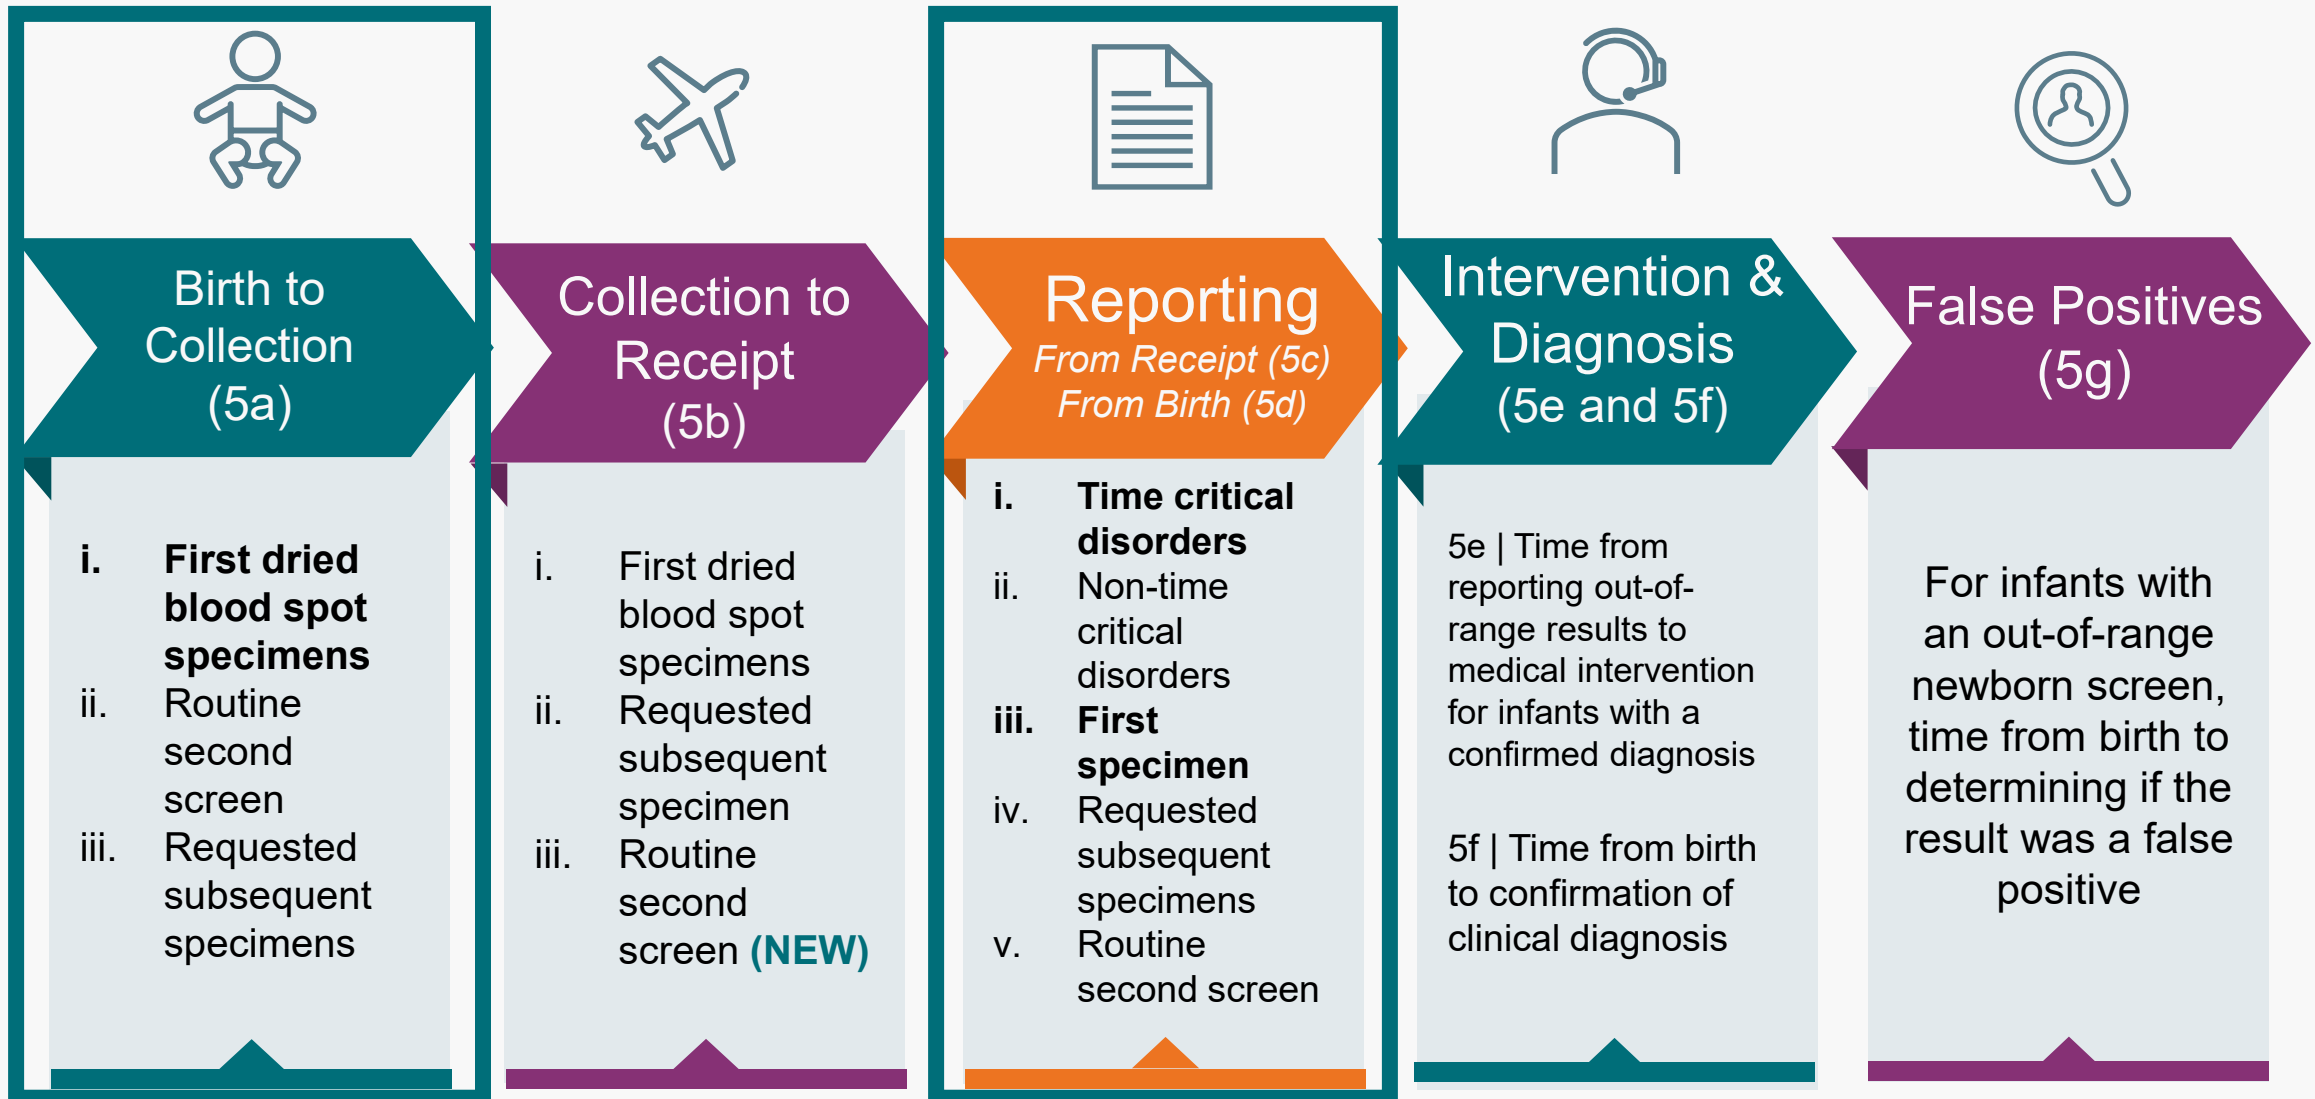 Birth to
Collection
(5a)
i. First dried
blood spot
specimens
ii. Routine
second
screen
iii. Requested
subsequent
specimens
Collection to
Receipt
(5b)
i. First dried
blood spot
specimens
ii. Requested
subsequent
specimen
iii. Routine
second
screen (NEW)
Reporting
From Receipt (5c)
From Birth (5d)
i. Time critical
disorders
ii. Non-time
critical
disorders
iii. First
specimen
iv. Requested
subsequent
specimens
v. Routine
second screen
Intervention &
Diagnosis
(5e and 5f)
5e | Time from
reporting out-of-
range results to
medical intervention
for infants with a
confirmed diagnosis
5f | Time from birth
to confirmation of
clinical diagnosis
False Positives
(5g)
For infants with
an out-of-range
newborn screen,
time from birth to
determining if the
result was a false
positive